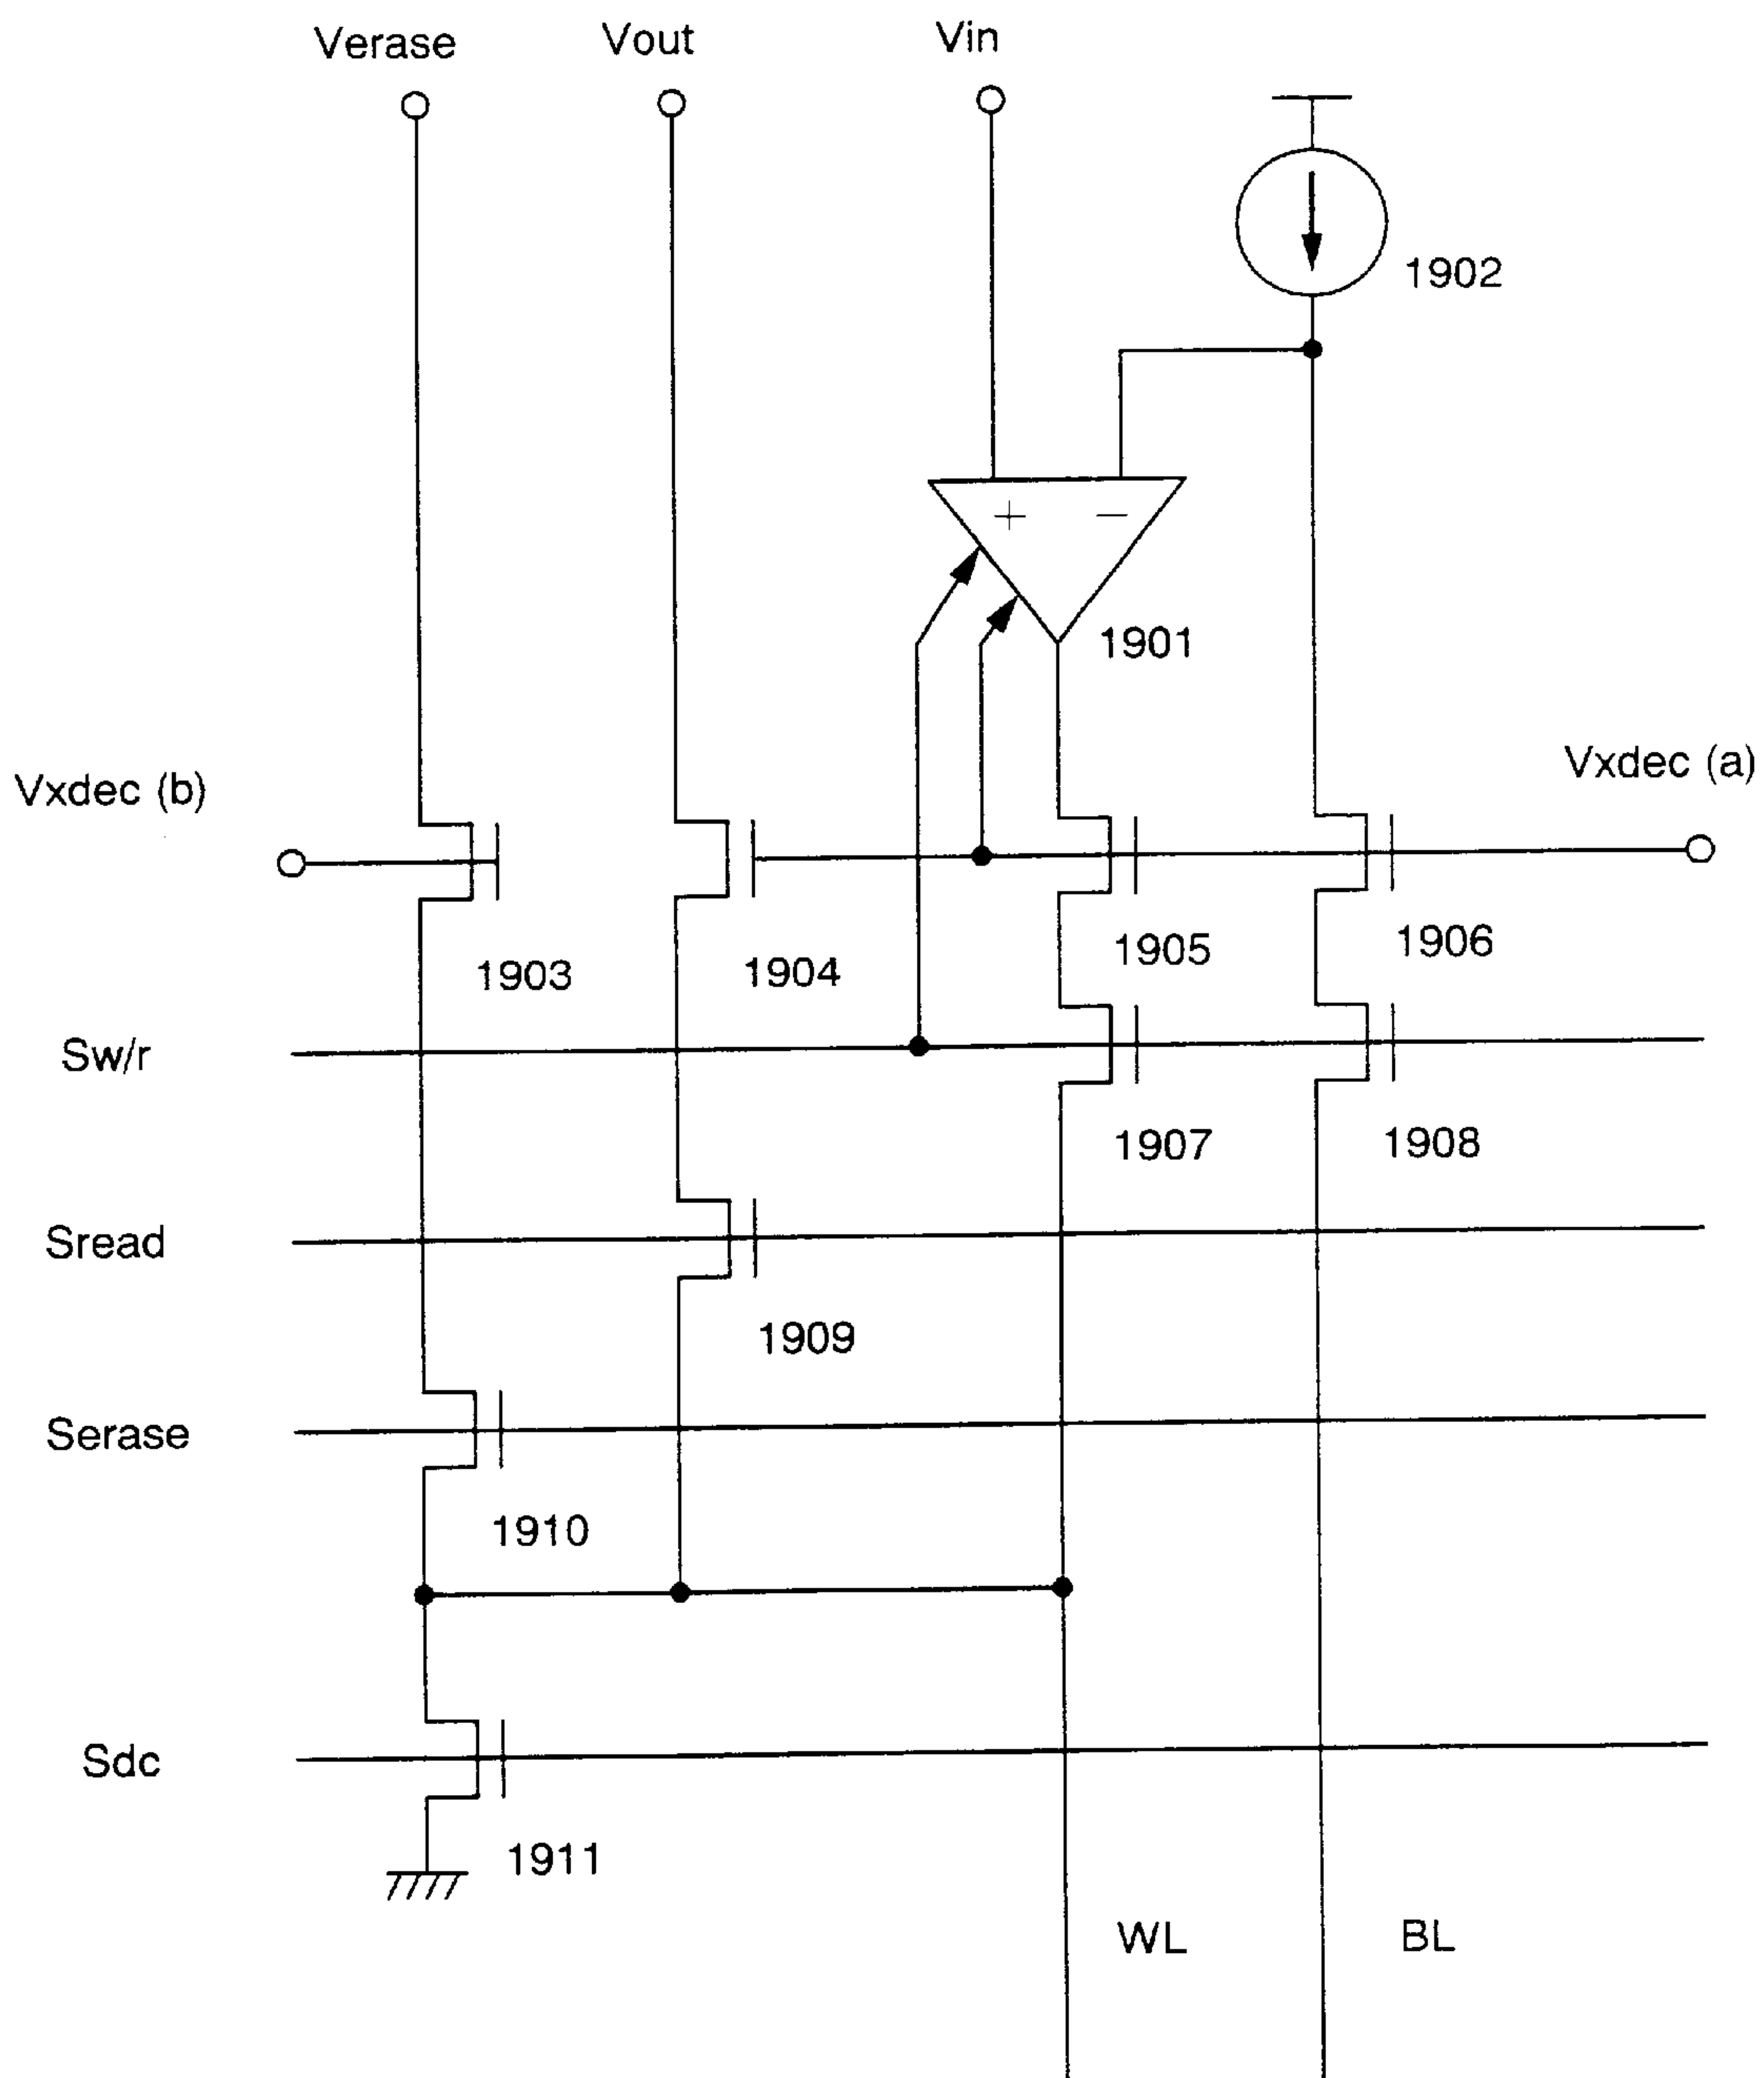 Verase
Vout
Vin
1902
+ −
1901
Vxdec (b)
Vxdec (a)
1903
1904
1905
1906
Sw/r
1907
1908
Sread
1909
Serase
1910
Sdc
1911
WL
BL